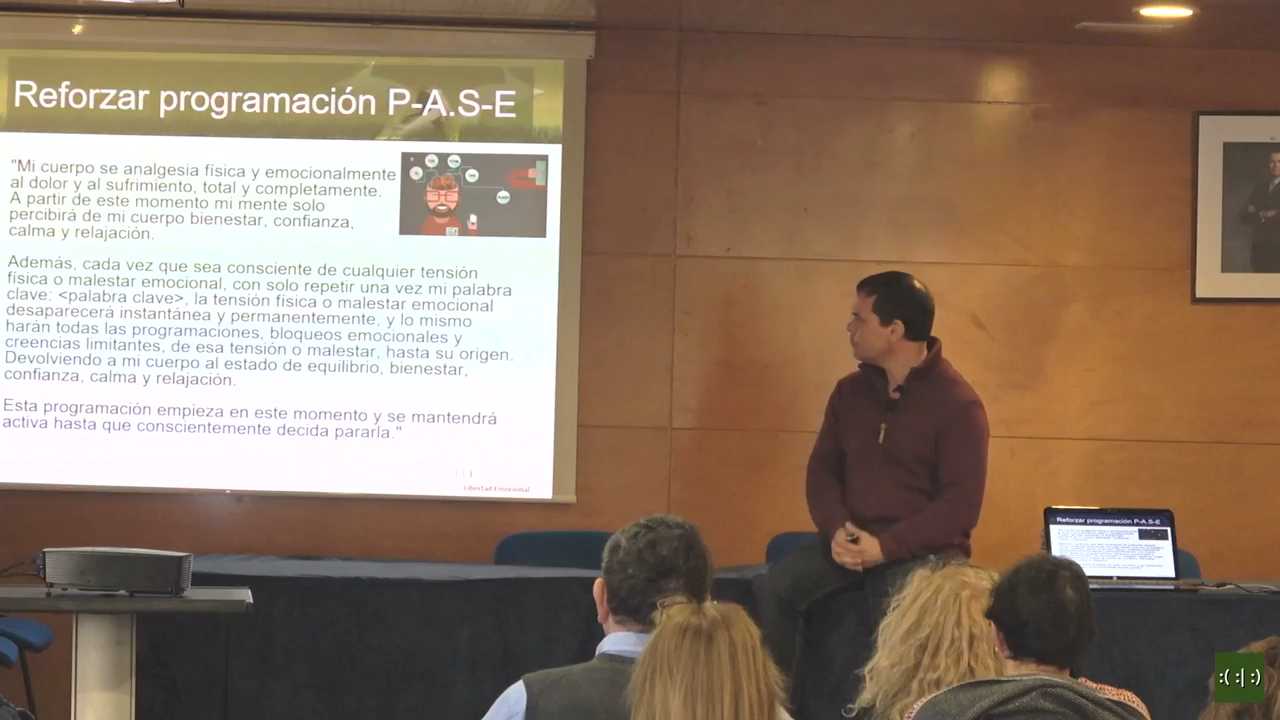 Reforzar programación P-A.S-E
"Mi cuerpo se analgesia física y emocionalmente
al dolor y al sufrimiento, total y completamente.
A partir de este momento mi mente solo
percibirá de mi cuerpo bienestar, confianza,
calma y relajación.
Además, cada vez que sea consciente de cualquier tensión
física o malestar emocional, con solo repetir una vez mi palabra
clave: <palabra clave>, la tensión física o malestar emocional
desaparecerá instantánea y permanentemente, y lo mismo
harán todas las programaciones, bloqueos emocionales y
creencias limitantes, de esa tensión o malestar, hasta su origen.
Devolviendo a mi cuerpo al estado de equilibrio, bienestar,
confianza, calma y relajación.
Esta programación empieza en este momento y se mantendrá
activa hasta que conscientemente decida pararla."
Libertad Emocional
Reforzar programación P-A.S-E
:( :| :)